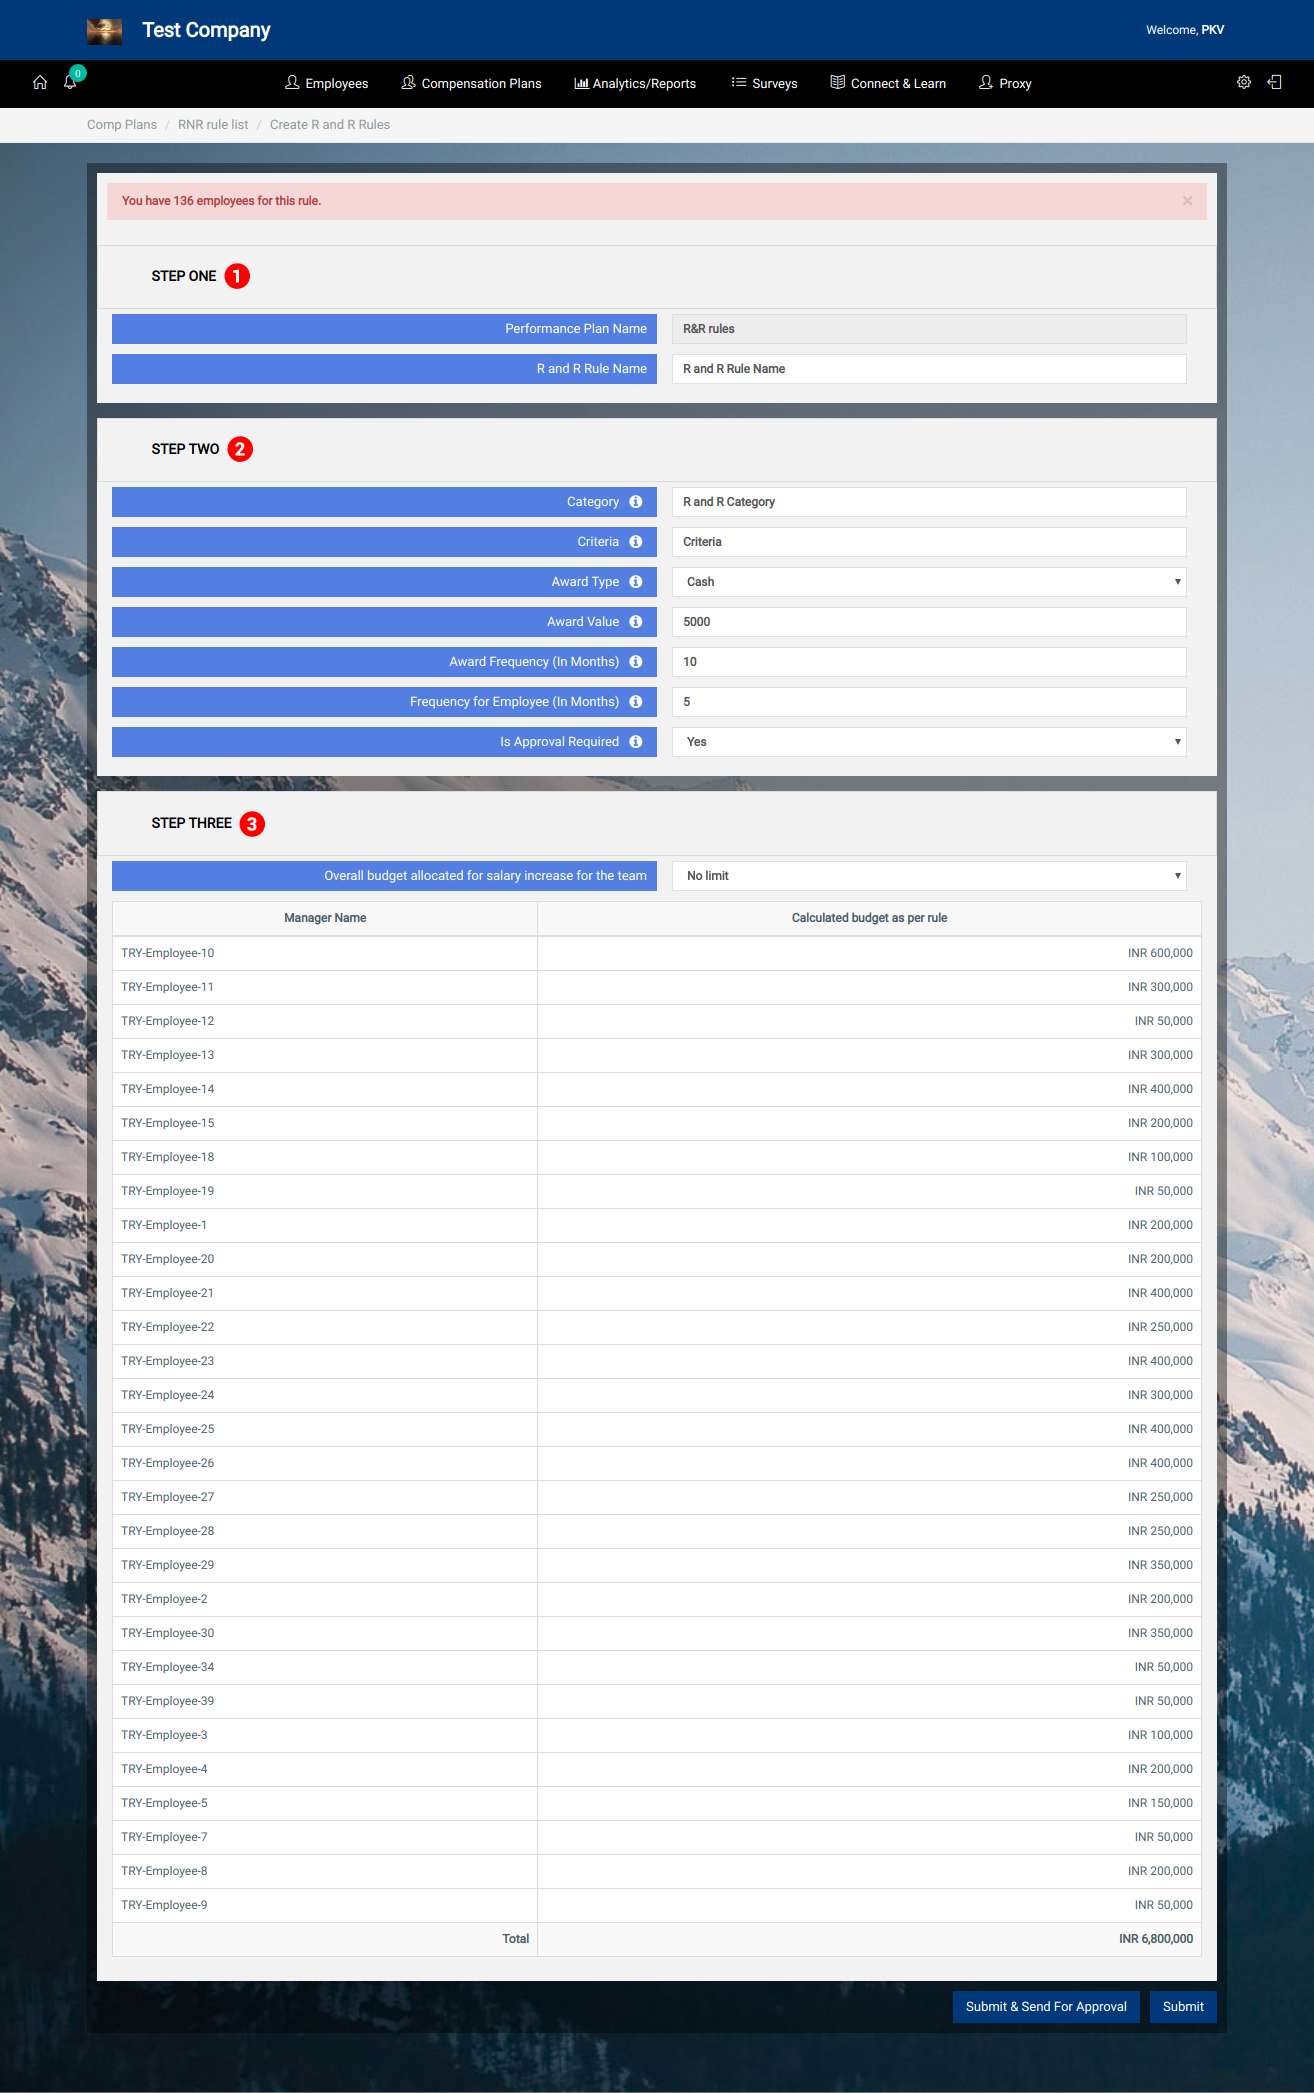 Test Company
Welcome, PKV
0
Employees
Compensation Plans
Analytics/Reports
Surveys
Connect & Learn
Proxy
Comp Plans / RNR rule list / Create R and R Rules
You have 136 employees for this rule. ×
STEP ONE 1
Performance Plan Name R&R rules
R and R Rule Name R and R Rule Name
STEP TWO 2
Category R and R Category
Criteria Criteria
Award Type Cash
Award Value 5000
Award Frequency (In Months) 10
Frequency for Employee (In Months) 5
Is Approval Required Yes
STEP THREE 3
Overall budget allocated for salary increase for the team No limit
Manager Name Calculated budget as per rule
TRY-Employee-10 INR 600,000
TRY-Employee-11 INR 300,000
TRY-Employee-12 INR 50,000
TRY-Employee-13 INR 300,000
TRY-Employee-14 INR 400,000
TRY-Employee-15 INR 200,000
TRY-Employee-18 INR 100,000
TRY-Employee-19 INR 50,000
TRY-Employee-1 INR 200,000
TRY-Employee-20 INR 200,000
TRY-Employee-21 INR 400,000
TRY-Employee-22 INR 250,000
TRY-Employee-23 INR 400,000
TRY-Employee-24 INR 300,000
TRY-Employee-25 INR 400,000
TRY-Employee-26 INR 400,000
TRY-Employee-27 INR 250,000
TRY-Employee-28 INR 250,000
TRY-Employee-29 INR 350,000
TRY-Employee-2 INR 200,000
TRY-Employee-30 INR 350,000
TRY-Employee-34 INR 50,000
TRY-Employee-39 INR 50,000
TRY-Employee-3 INR 100,000
TRY-Employee-4 INR 200,000
TRY-Employee-5 INR 150,000
TRY-Employee-7 INR 50,000
TRY-Employee-8 INR 200,000
TRY-Employee-9 INR 50,000
Total INR 6,800,000
Submit & Send For Approval
Submit